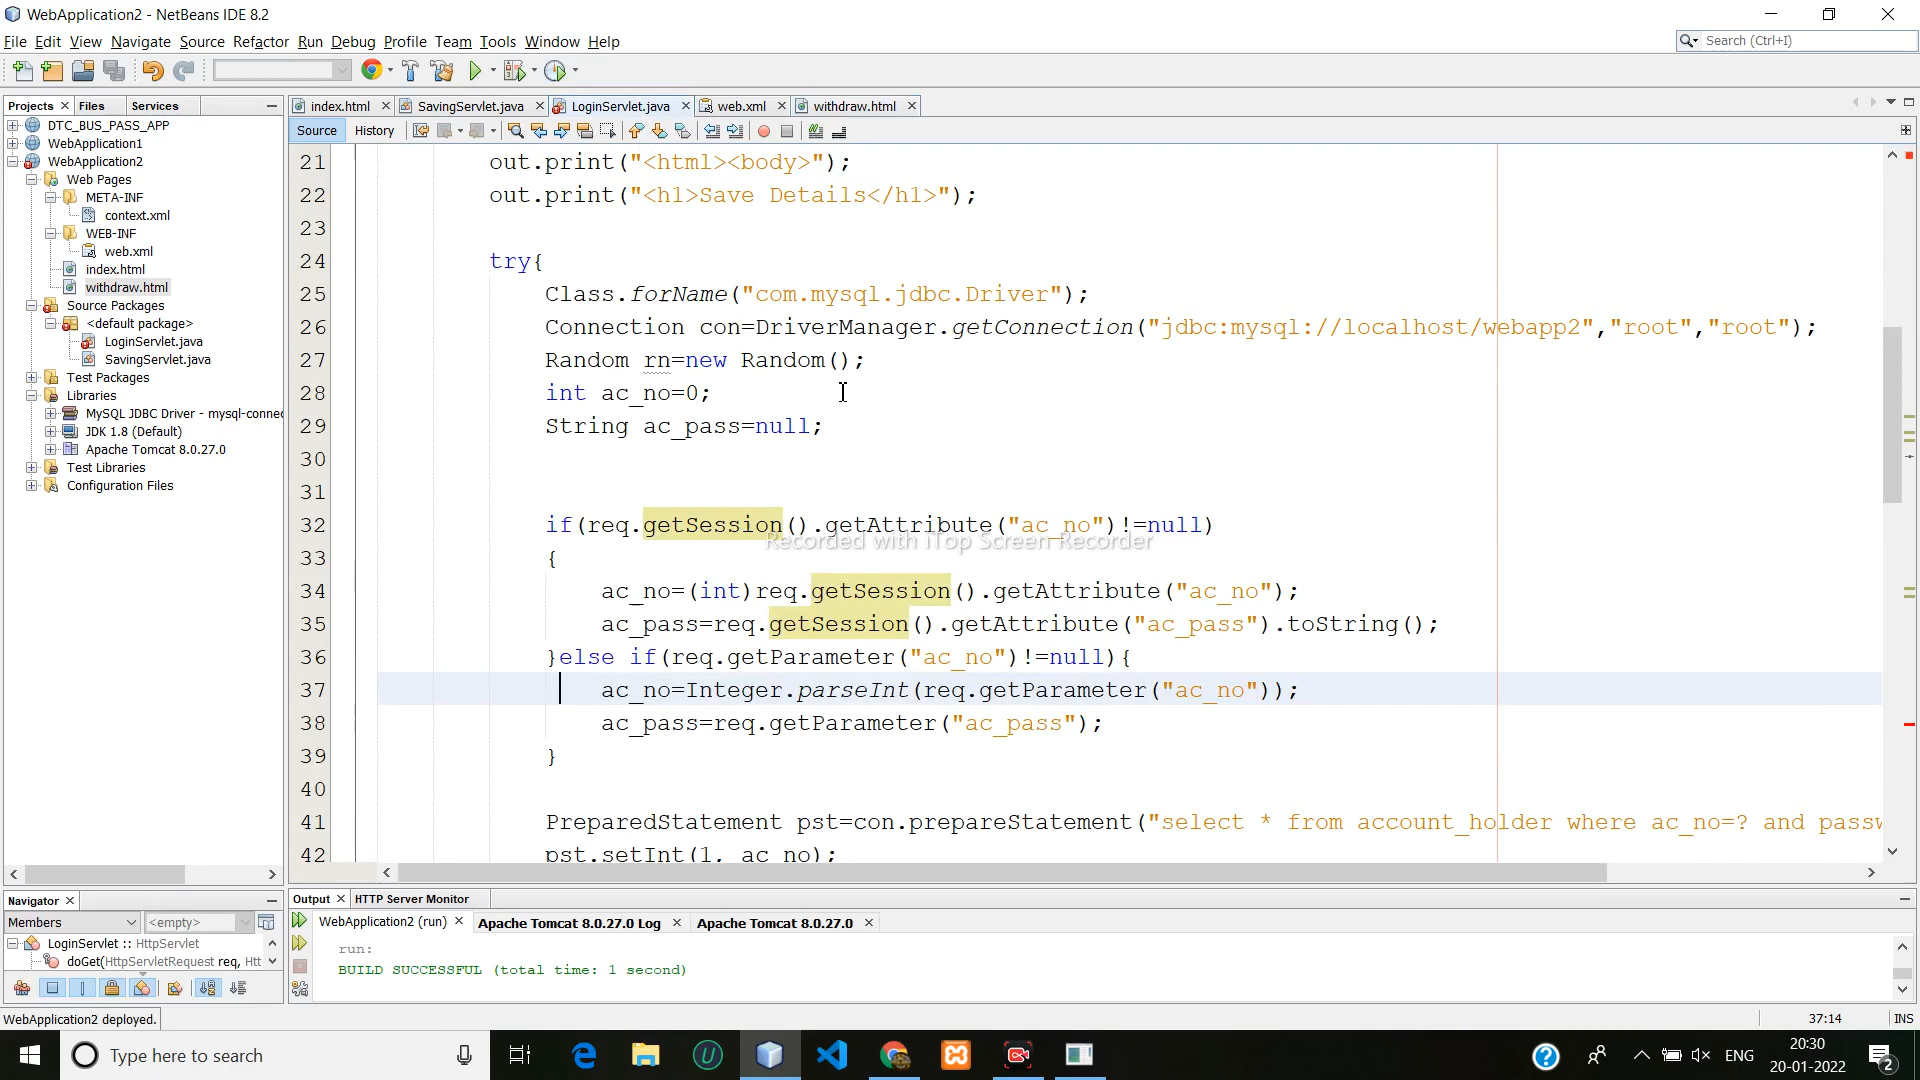 WebApplication2 - NetBeans IDE 8.2
File Edit View Navigate Source Refactor Run Debug Profile Team Tools Window Help
Search (Ctrl+I)
Projects Files Services
index.html SavingServlet.java LoginServlet.java web.xml withdraw.html
Source History
DTC_BUS_PASS_APP
WebApplication1
WebApplication2
Web Pages
META-INF
context.xml
WEB-INF
web.xml
index.html
withdraw.html
Source Packages
<default package>
LoginServlet.java
SavingServlet.java
Test Packages
Libraries
MySQL JDBC Driver - mysql-connec
JDK 1.8 (Default)
Apache Tomcat 8.0.27.0
Test Libraries
Configuration Files
21 out.print("<html><body>");
22 out.print("<h1>Save Details</h1>");
23
24 try{
25 Class.forName("com.mysql.jdbc.Driver");
26 Connection con=DriverManager.getConnection("jdbc:mysql://localhost/webapp2","root","root");
27 Random rn=new Random();
28 int ac_no=0;
29 String ac_pass=null;
30
31
32 if(req.getSession().getAttribute("ac_no")!=null)
Recorded with iTop Screen Recorder
33 {
34 ac_no=(int)req.getSession().getAttribute("ac_no");
35 ac_pass=req.getSession().getAttribute("ac_pass").toString();
36 }else if(req.getParameter("ac_no")!=null){
37 ac_no=Integer.parseInt(req.getParameter("ac_no"));
38 ac_pass=req.getParameter("ac_pass");
39 }
40
41 PreparedStatement pst=con.prepareStatement("select * from account_holder where ac_no=? and passw
42 pst.setInt(1, ac_no);
Navigator
Members <empty>
LoginServlet :: HttpServlet
doGet(HttpServletRequest req, Htt
Output HTTP Server Monitor
WebApplication2 (run) Apache Tomcat 8.0.27.0 Log Apache Tomcat 8.0.27.0
run:
BUILD SUCCESSFUL (total time: 1 second)
WebApplication2 deployed.
37:14 INS
Type here to search
ENG
20:30
20-01-2022
2